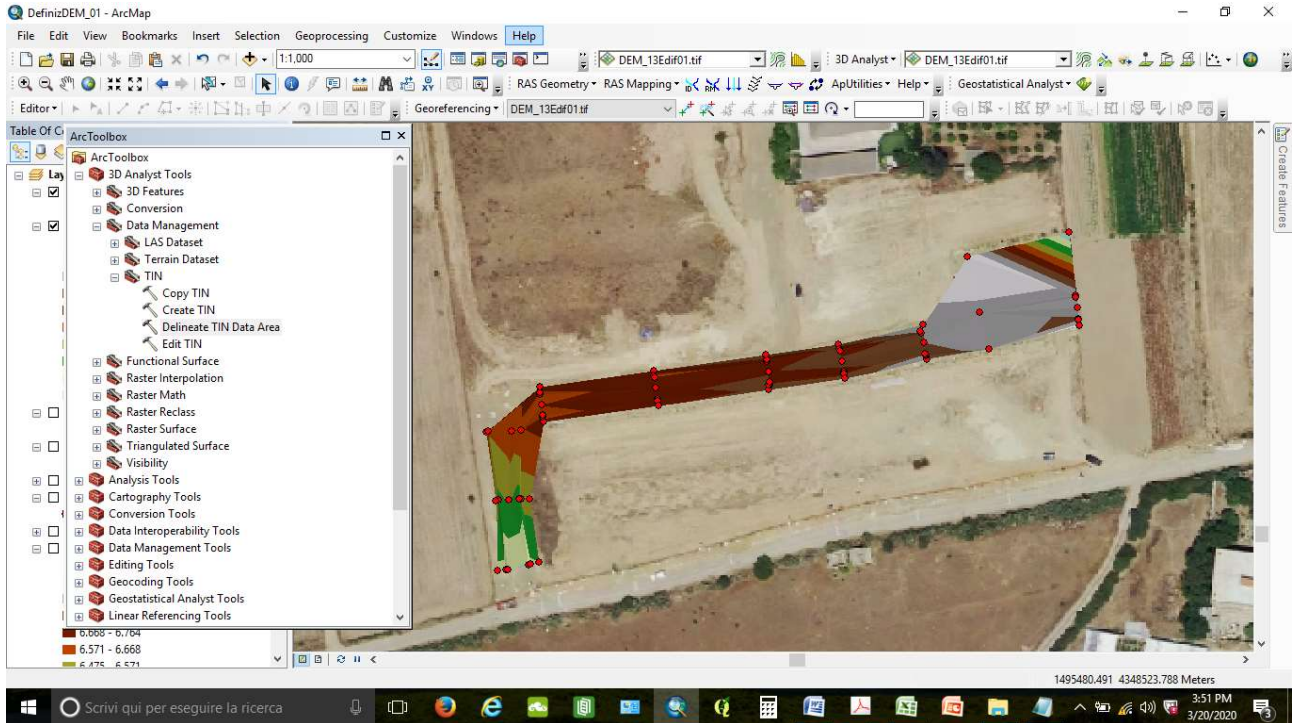 DefinizDEM_01 - ArcMap
File Edit View Bookmarks Insert Selection Geoprocessing Customize Windows Help
1:1,000 DEM_13Edif01.tif 3D Analyst DEM_13Edif01.tif
RAS Geometry RAS Mapping ApUtilities Help Geostatistical Analyst
Editor Georeferencing DEM_13Edif01.tif
Table Of C
ArcToolbox
ArcToolbox
Lay
3D Analyst Tools
3D Features
Conversion
Data Management
LAS Dataset
Terrain Dataset
TIN
Copy TIN
Create TIN
Delineate TIN Data Area
Edit TIN
Functional Surface
Raster Interpolation
Raster Math
Raster Reclass
Raster Surface
Triangulated Surface
Visibility
Analysis Tools
Cartography Tools
Conversion Tools
Data Interoperability Tools
Data Management Tools
Editing Tools
Geocoding Tools
Geostatistical Analyst Tools
Linear Referencing Tools
6.668 - 6.764
6.571 - 6.668
6.475 - 6.571
Create Features
1495480.491 4348523.788 Meters
Scrivi qui per eseguire la ricerca
3:51 PM
3/20/2020